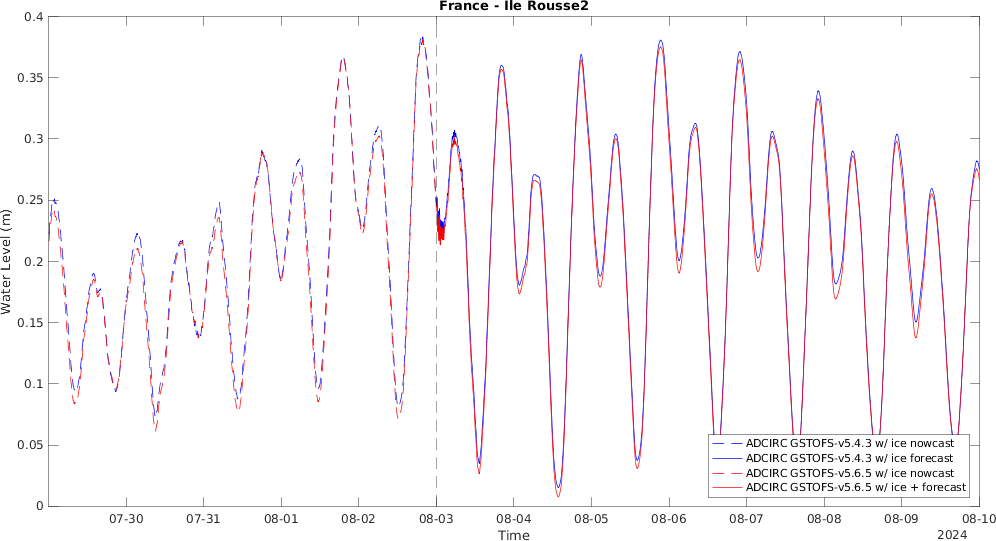 France - Ile Rousse2
0.4
0.35
0.3
0.25
0.2
0.15
0.1
0.05
0
Water Level (m)
ADCIRC GSTOFS-v5.4.3 w/ ice nowcast
ADCIRC GSTOFS-v5.4.3 w/ ice forecast
ADCIRC GSTOFS-v5.6.5 w/ ice nowcast
ADCIRC GSTOFS-v5.6.5 w/ ice + forecast
07-30 07-31 08-01 08-02 08-03 08-04 08-05 08-06 08-07 08-08 08-09 08-10
Time
2024